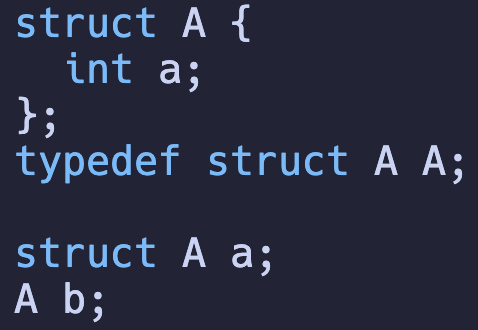 struct A {
  int a;
};
typedef struct A A;

struct A a;
A b;